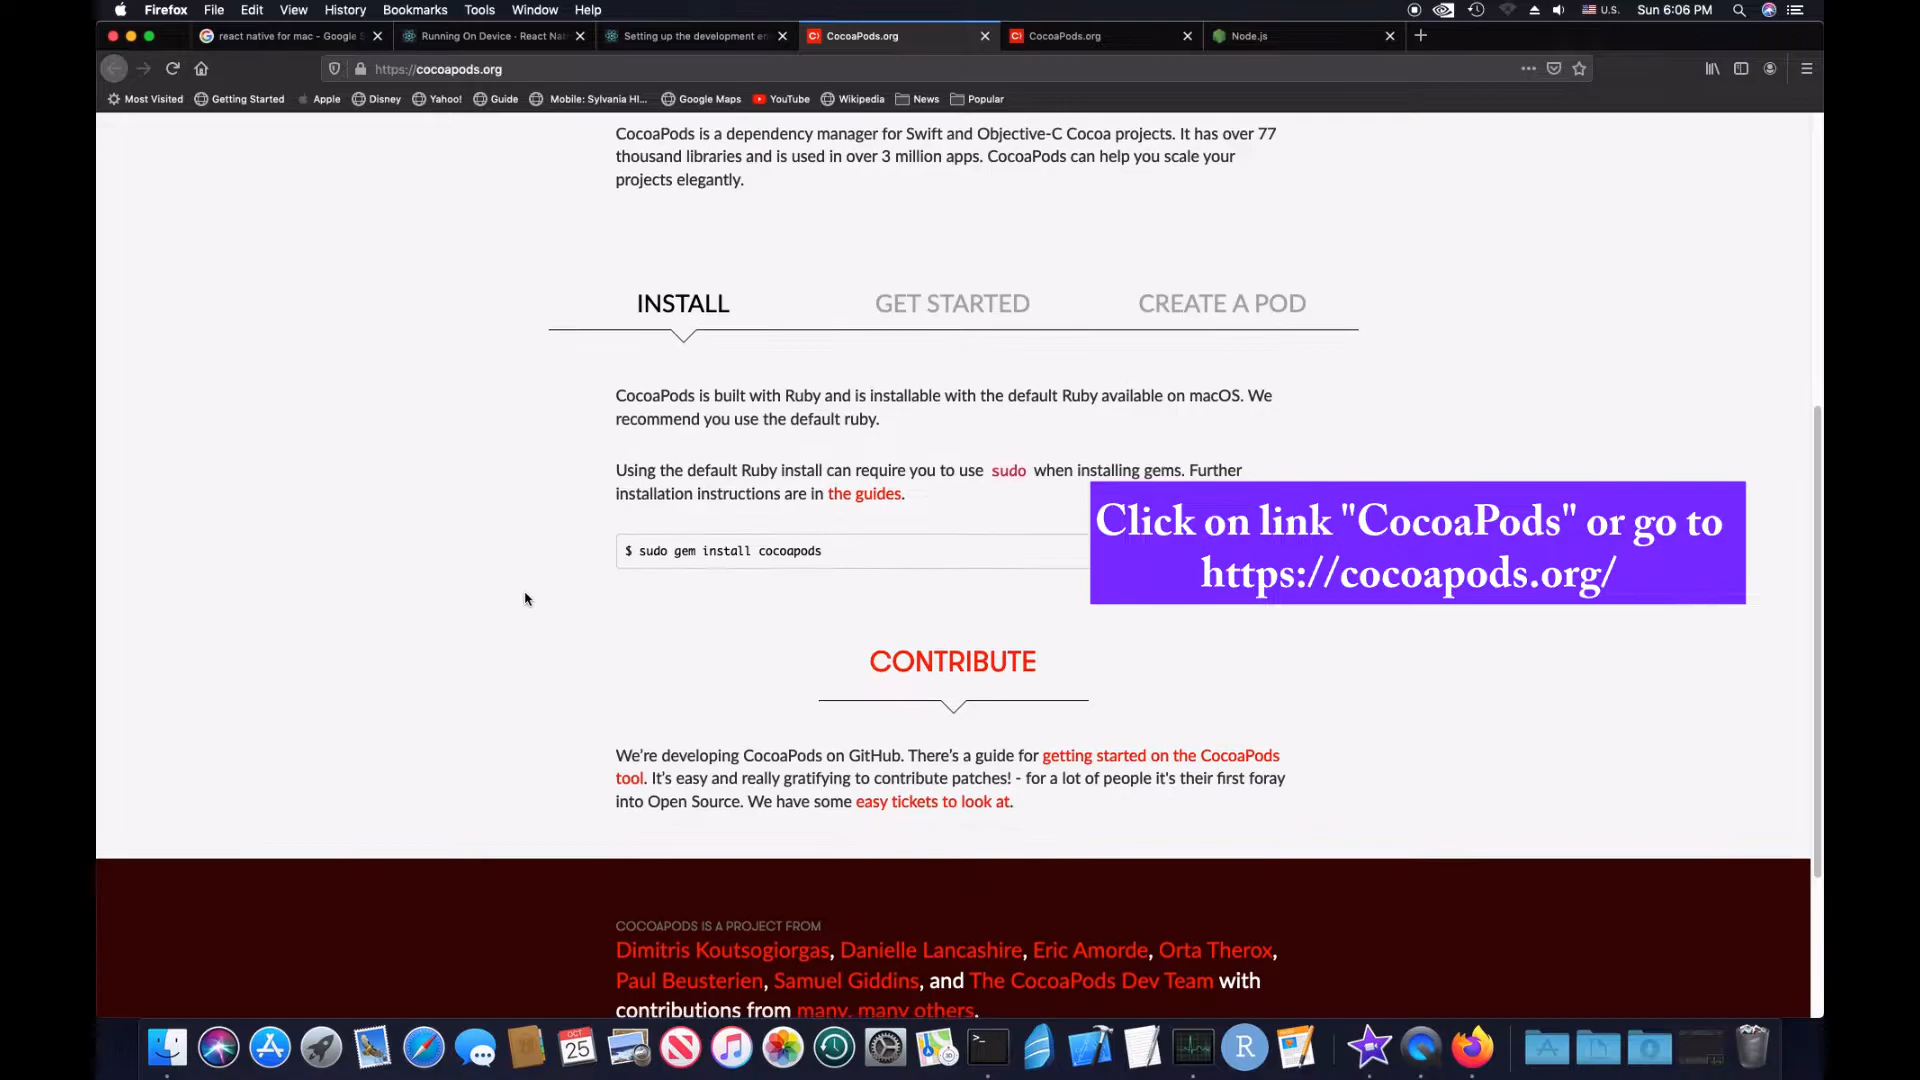 Firefox File Edit View History Bookmarks Tools Window Help U.S. Sun 6:06 PM
react native for mac - Google S Running On Device · React Nat Setting up the development en CocoaPods.org CocoaPods.org Node.js
https://cocoapods.org
Most Visited Getting Started Apple Disney Yahoo! Guide Mobile: Sylvania HI... Google Maps YouTube Wikipedia News Popular
CocoaPods is a dependency manager for Swift and Objective-C Cocoa projects. It has over 77
thousand libraries and is used in over 3 million apps. CocoaPods can help you scale your
projects elegantly.
INSTALL GET STARTED CREATE A POD
CocoaPods is built with Ruby and is installable with the default Ruby available on macOS. We
recommend you use the default ruby.
Using the default Ruby install can require you to use sudo when installing gems. Further
installation instructions are in the guides.
$ sudo gem install cocoapods
Click on link "CocoaPods" or go to
https://cocoapods.org/
CONTRIBUTE
We're developing CocoaPods on GitHub. There's a guide for getting started on the CocoaPods
tool. It's easy and really gratifying to contribute patches! - for a lot of people it's their first foray
into Open Source. We have some easy tickets to look at.
COCOAPODS IS A PROJECT FROM
Dimitris Koutsogiorgas, Danielle Lancashire, Eric Amorde, Orta Therox,
Paul Beusterien, Samuel Giddins, and The CocoaPods Dev Team with
contributions from many, many others.
OCT
25
R